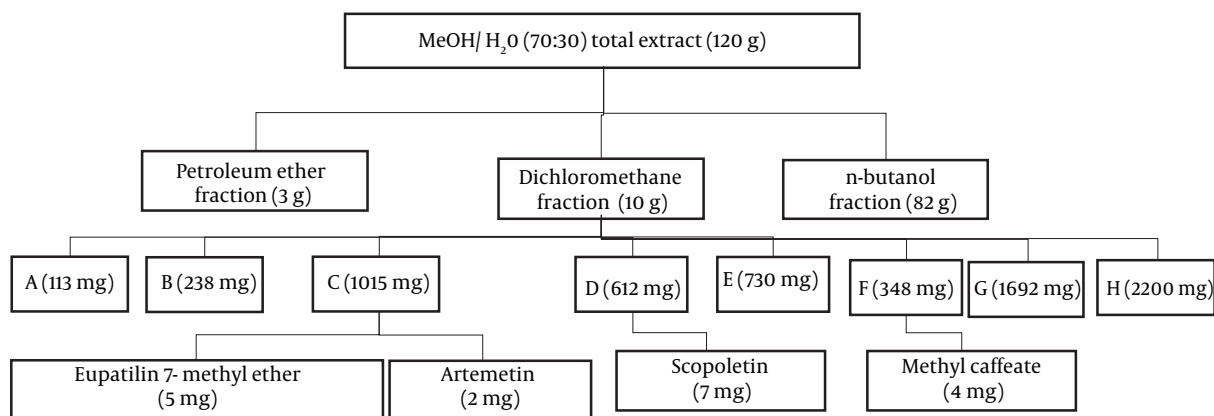 MeOH/ H₂0 (70:30) total extract (120 g)
Petroleum ether
fraction (3 g)
Dichloromethane
fraction (10 g)
n-butanol
fraction (82 g)
A (113 mg)
B (238 mg)
C (1015 mg)
D (612 mg)
E (730 mg)
F (348 mg)
G (1692 mg)
H (2200 mg)
Eupatilin 7- methyl ether
(5 mg)
Artemetin
(2 mg)
Scopoletin
(7 mg)
Methyl caffeate
(4 mg)